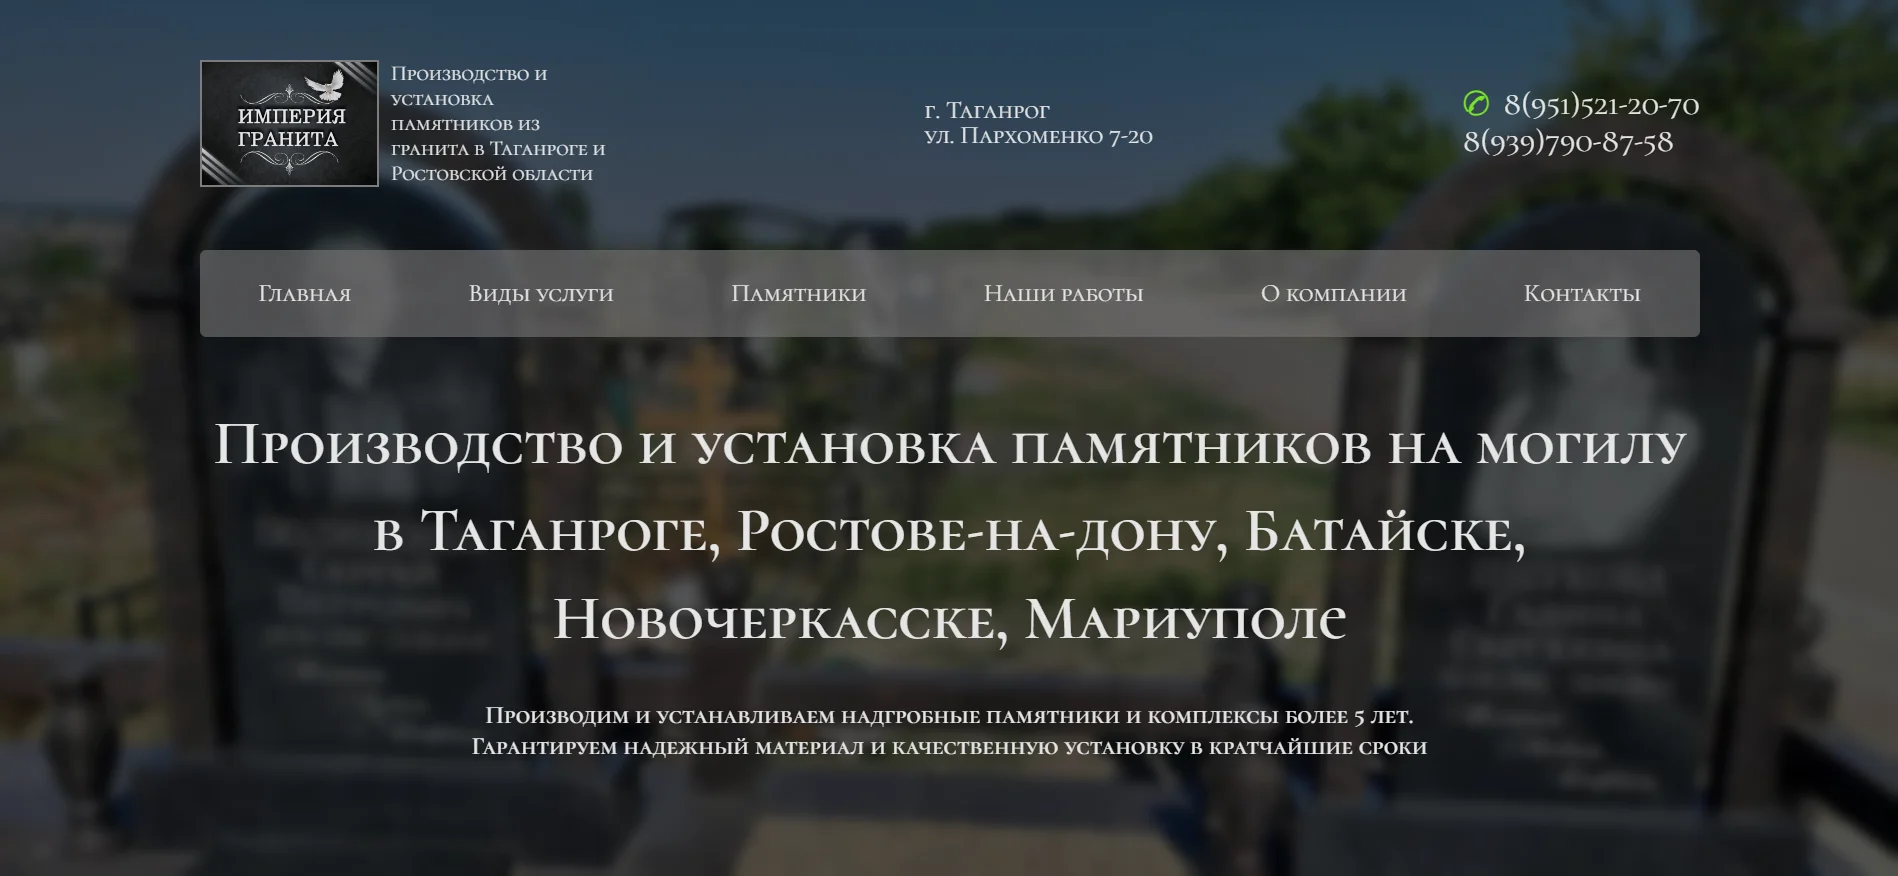 ИМПЕРИЯ
ГРАНИТА
Производство и
установка
памятников из
гранита в Таганроге и
Ростовской области
г. Таганрог
ул. Пархоменко 7-20
8(951)521-20-70
8(939)790-87-58
Главная
Виды услуги
Памятники
Наши работы
О компании
Контакты
Производство и установка памятников на могилу
в Таганроге, Ростове-на-дону, Батайске,
Новочеркасске, Мариуполе
Производим и устанавливаем надгробные памятники и комплексы более 5 лет.
Гарантируем надежный материал и качественную установку в кратчайшие сроки